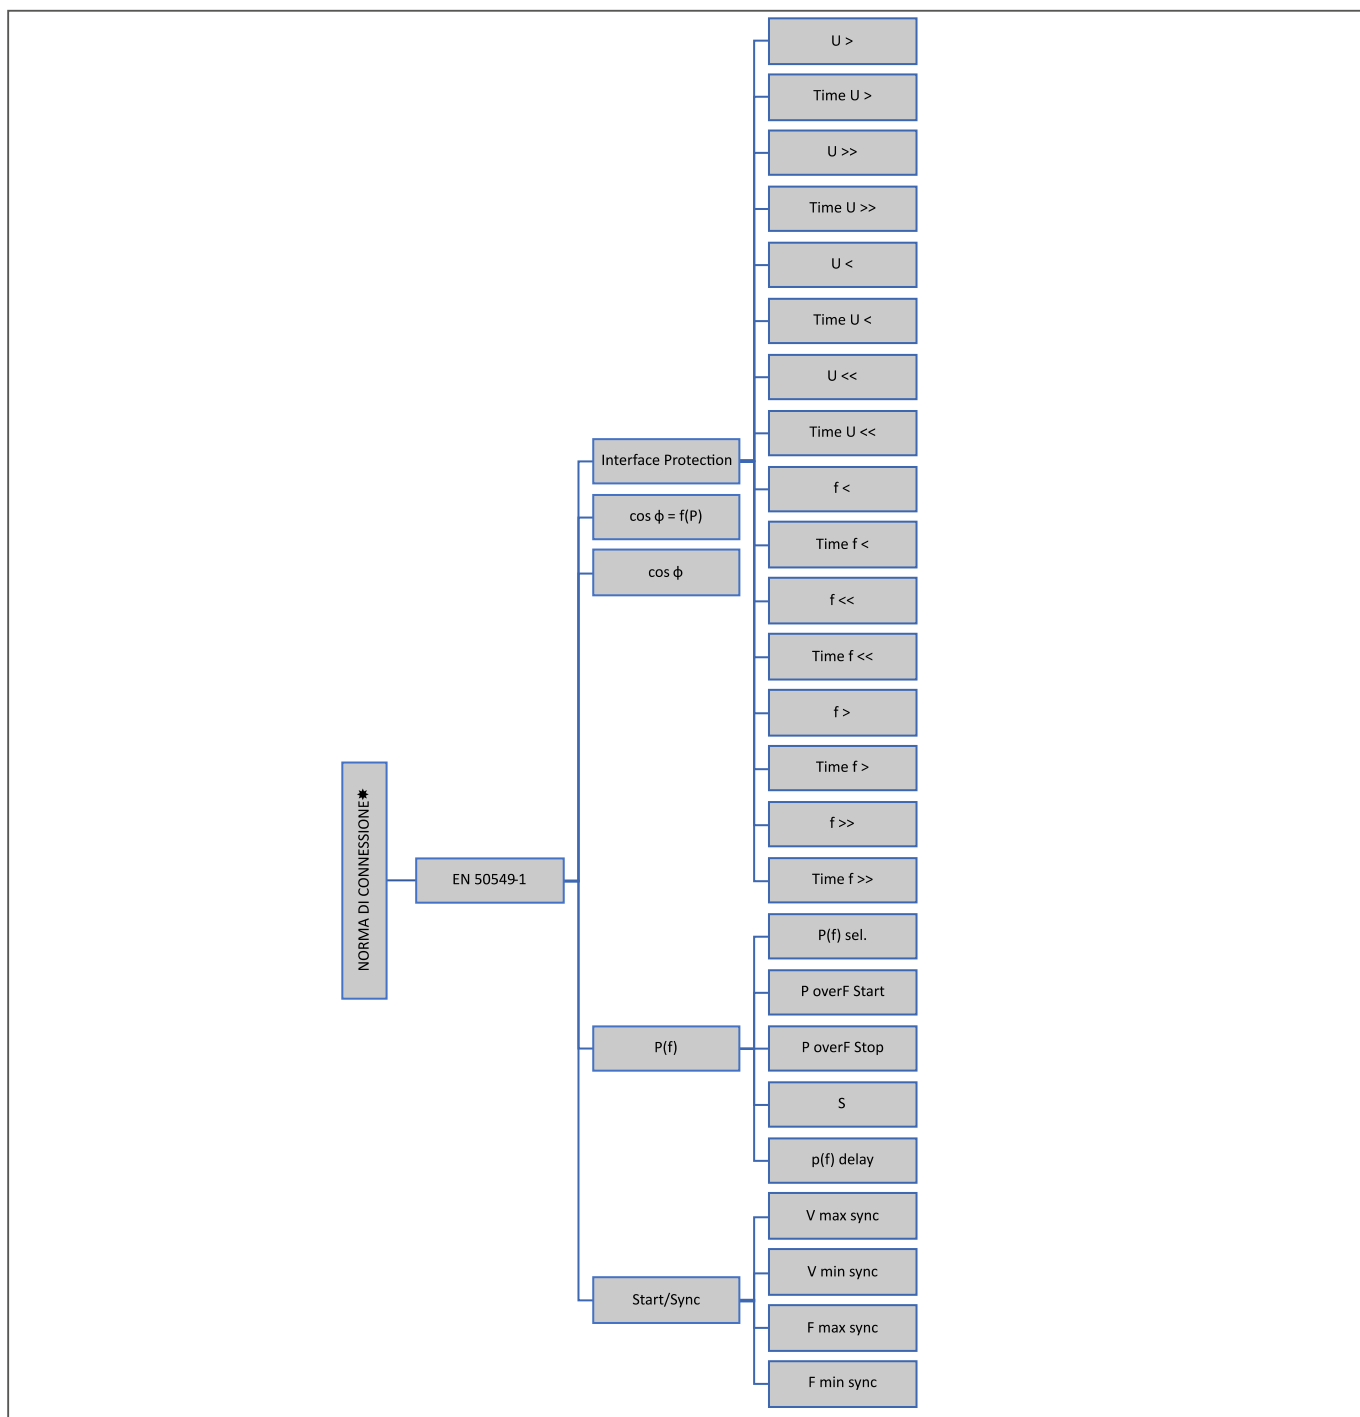 NORMA DI CONNESSIONE✸
EN 50549-1
Interface Protection
U >
Time U >
U >>
Time U >>
U <
Time U <
U <<
Time U <<
f <
Time f <
f <<
Time f <<
f >
Time f >
f >>
Time f >>
cos ϕ = f(P)
cos ϕ
P(f)
P(f) sel.
P overF Start
P overF Stop
S
p(f) delay
Start/Sync
V max sync
V min sync
F max sync
F min sync